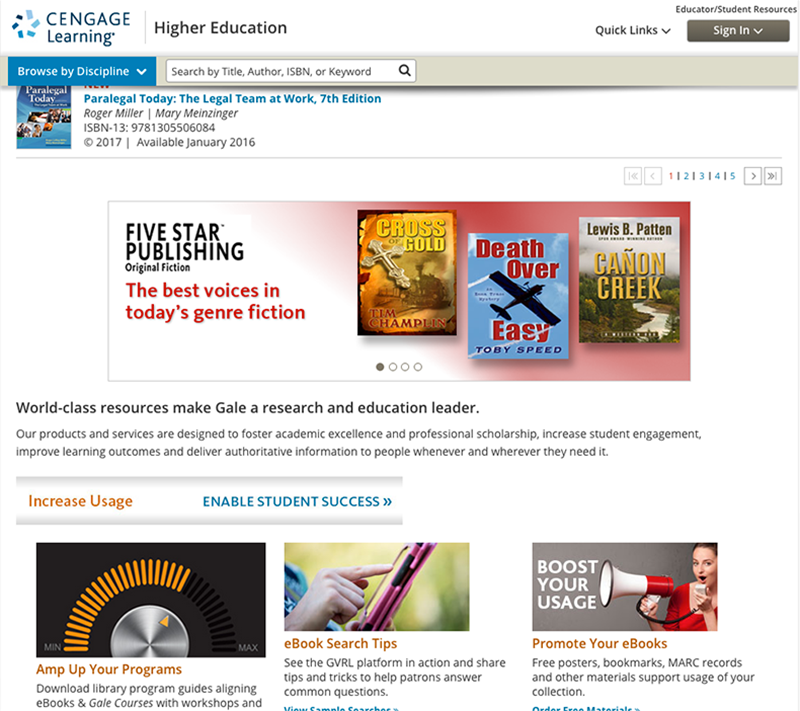 Educator/Student Resources
CENGAGE
Learning
Higher Education
Quick Links
Sign In
Browse by Discipline
Search by Title, Author, ISBN, or Keyword
NEW
Paralegal
Today
Paralegal Today: The Legal Team at Work, 7th Edition
Roger Miller | Mary Meinzinger
ISBN-13: 9781305506084
© 2017 | Available January 2016
1 | 2 | 3 | 4 | 5
FIVE STAR™
PUBLISHING
Original Fiction
The best voices in
today's genre fiction
CROSS
OF GOLD
TIM
CHAMPLIN
Death
Over
Easy
TOBY SPEED
Lewis B. Patten
CAÑON
CREEK
World-class resources make Gale a research and education leader.
Our products and services are designed to foster academic excellence and professional scholarship, increase student engagement,
improve learning outcomes and deliver authoritative information to people whenever and wherever they need it.
Increase Usage
ENABLE STUDENT SUCCESS »
MIN
MAX
Amp Up Your Programs
Download library program guides aligning
eBooks & Gale Courses with workshops and
eBook Search Tips
See the GVRL platform in action and share
tips and tricks to help patrons answer
common questions.
View Sample Searches »
BOOST
YOUR
USAGE
Promote Your eBooks
Free posters, bookmarks, MARC records
and other materials support usage of your
collection.
Order Free Materials »